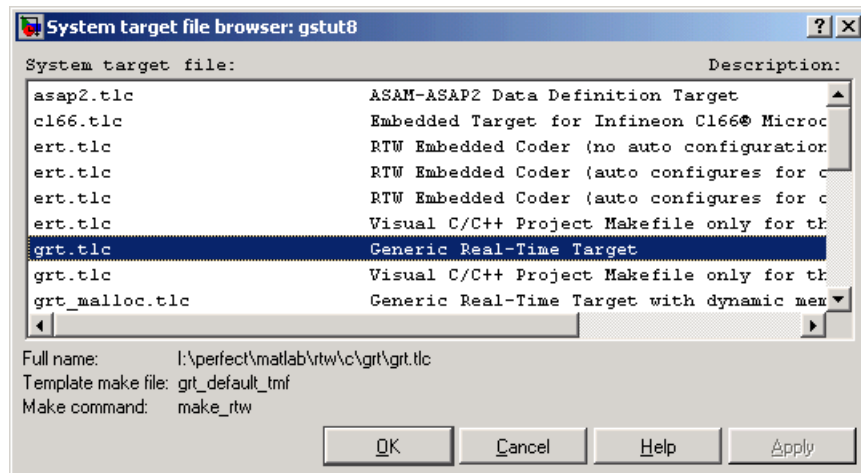 System target file browser: gstut8
System target file: Description:
asap2.tlc ASAM-ASAP2 Data Definition Target
c166.tlc Embedded Target for Infineon C166® Microc
ert.tlc RTW Embedded Coder (no auto configuration
ert.tlc RTW Embedded Coder (auto configures for
ert.tlc RTW Embedded Coder (auto configures for
ert.tlc Visual C/C++ Project Makefile only for th
grt.tlc Generic Real-Time Target
grt.tlc Visual C/C++ Project Makefile only for th
grt_malloc.tlc Generic Real-Time Target with dynamic mem
Full name: I:\perfect\matlab\rtw\c\grt\grt.tlc
Template make file: grt_default_tmf
Make command: make_rtw
OK Cancel Help Apply